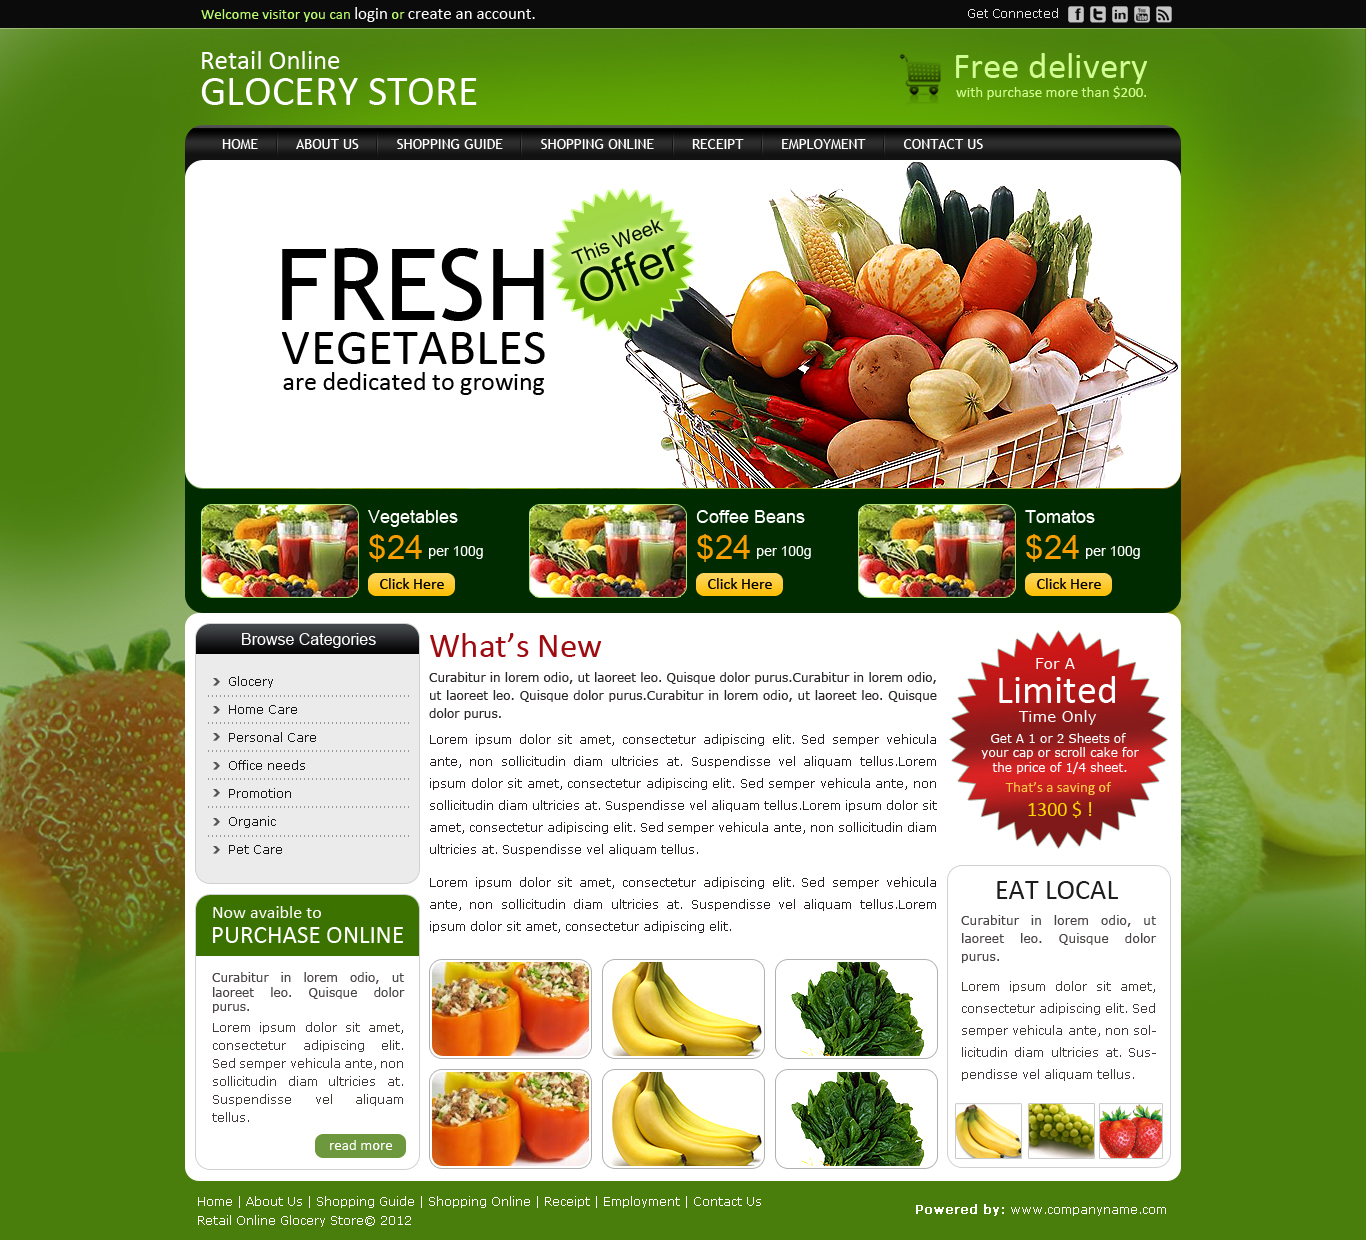 Welcome visitor you can login or create an account.
Get Connected
Retail Online
GLOCERY STORE
Free delivery
with purchase more than $200.
HOME
ABOUT US
SHOPPING GUIDE
SHOPPING ONLINE
RECEIPT
EMPLOYMENT
CONTACT US
FRESH
VEGETABLES
are dedicated to growing
This Week
Offer
Vegetables
$24 per 100g
Click Here
Coffee Beans
$24 per 100g
Click Here
Tomatos
$24 per 100g
Click Here
Browse Categories
Glocery
Home Care
Personal Care
Office needs
Promotion
Organic
Pet Care
Now avaible to
PURCHASE ONLINE
Curabitur in lorem odio, ut
laoreet leo. Quisque dolor
purus.
Lorem ipsum dolor sit amet,
consectetur adipiscing elit.
Sed semper vehicula ante, non
sollicitudin diam ultricies at.
Suspendisse vel aliquam
tellus.
read more
What's New
Curabitur in lorem odio, ut laoreet leo. Quisque dolor purus.Curabitur in lorem odio,
ut laoreet leo. Quisque dolor purus.Curabitur in lorem odio, ut laoreet leo. Quisque
dolor purus.
Lorem ipsum dolor sit amet, consectetur adipiscing elit. Sed semper vehicula
ante, non sollicitudin diam ultricies at. Suspendisse vel aliquam tellus.Lorem
ipsum dolor sit amet, consectetur adipiscing elit. Sed semper vehicula ante, non
sollicitudin diam ultricies at. Suspendisse vel aliquam tellus.Lorem ipsum dolor sit
amet, consectetur adipiscing elit. Sed semper vehicula ante, non sollicitudin diam
ultricies at. Suspendisse vel aliquam tellus.
Lorem ipsum dolor sit amet, consectetur adipiscing elit. Sed semper vehicula
ante, non sollicitudin diam ultricies at. Suspendisse vel aliquam tellus.Lorem
ipsum dolor sit amet, consectetur adipiscing elit.
For A
Limited
Time Only
Get A 1 or 2 Sheets of
your cap or scroll cake for
the price of 1/4 sheet.
That's a saving of
1300 $ !
EAT LOCAL
Curabitur in lorem odio, ut
laoreet leo. Quisque dolor
purus.
Lorem ipsum dolor sit amet,
consectetur adipiscing elit. Sed
semper vehicula ante, non sol-
licitudin diam ultricies at. Sus-
pendisse vel aliquam tellus.
Home | About Us | Shopping Guide | Shopping Online | Receipt | Employment | Contact Us
Retail Online Glocery Store© 2012
Powered by: www.companyname.com